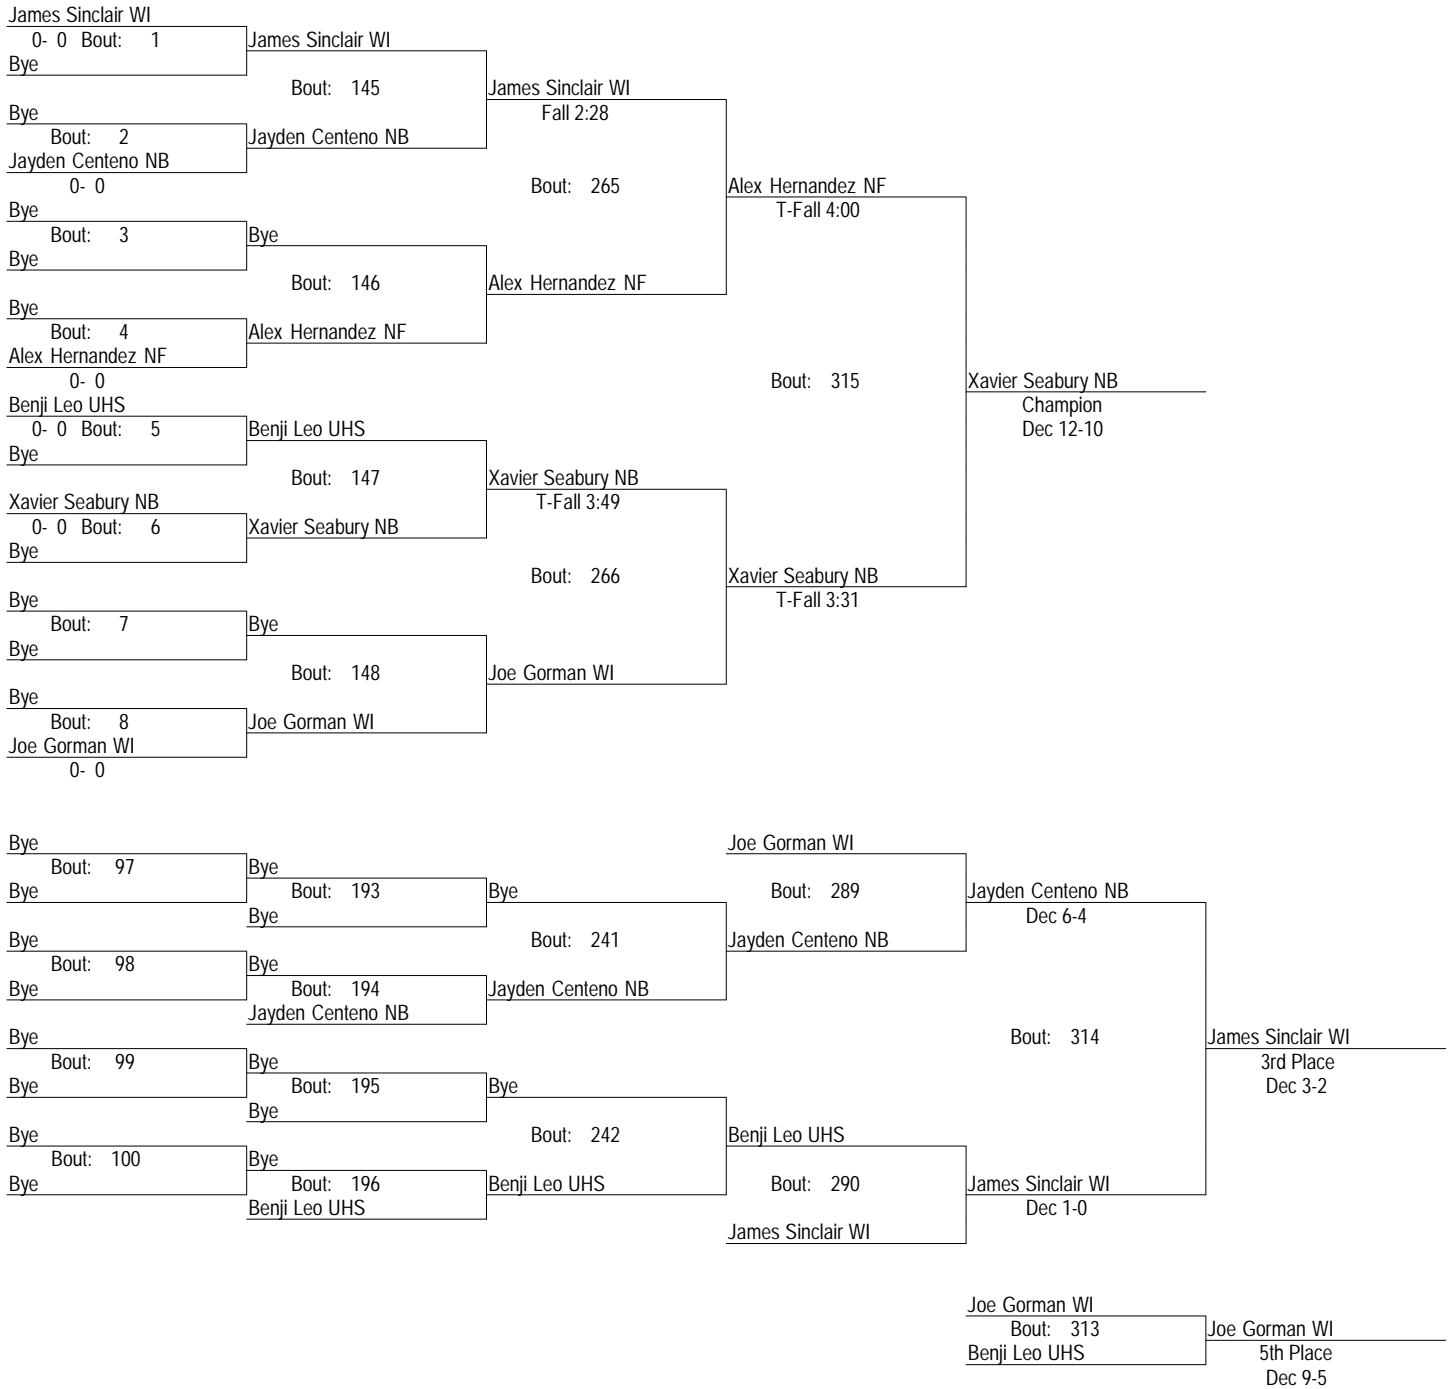 James Sinclair WI
0- 0 Bout: 1
James Sinclair WI
Bye
Bout: 145
James Sinclair WI
Bye
Fall 2:28
Bout: 2
Jayden Centeno NB
Jayden Centeno NB
0- 0
Bout: 265
Alex Hernandez NF
Bye
T-Fall 4:00
Bout: 3
Bye
Bye
Bout: 146
Alex Hernandez NF
Bye
Bout: 4
Alex Hernandez NF
Alex Hernandez NF
0- 0
Bout: 315
Xavier Seabury NB
Benji Leo UHS
Champion
0- 0 Bout: 5
Benji Leo UHS
Dec 12-10
Bye
Bout: 147
Xavier Seabury NB
Xavier Seabury NB
T-Fall 3:49
0- 0 Bout: 6
Xavier Seabury NB
Bye
Bout: 266
Xavier Seabury NB
Bye
T-Fall 3:31
Bout: 7
Bye
Bye
Bout: 148
Joe Gorman WI
Bye
Bout: 8
Joe Gorman WI
Joe Gorman WI
0- 0
Bye
Joe Gorman WI
Bout: 97
Bye
Bye
Bout: 193
Bye
Bout: 289
Jayden Centeno NB
Bye
Dec 6-4
Bye
Bout: 241
Jayden Centeno NB
Bout: 98
Bye
Bye
Bout: 194
Jayden Centeno NB
Jayden Centeno NB
Bye
Bout: 314
James Sinclair WI
Bout: 99
Bye
3rd Place
Bye
Bout: 195
Bye
Dec 3-2
Bye
Bye
Bout: 242
Benji Leo UHS
Bout: 100
Bye
Bye
Bout: 196
Benji Leo UHS
Bout: 290
James Sinclair WI
Benji Leo UHS
Dec 1-0
James Sinclair WI
Joe Gorman WI
Bout: 313
Joe Gorman WI
Benji Leo UHS
5th Place
Dec 9-5